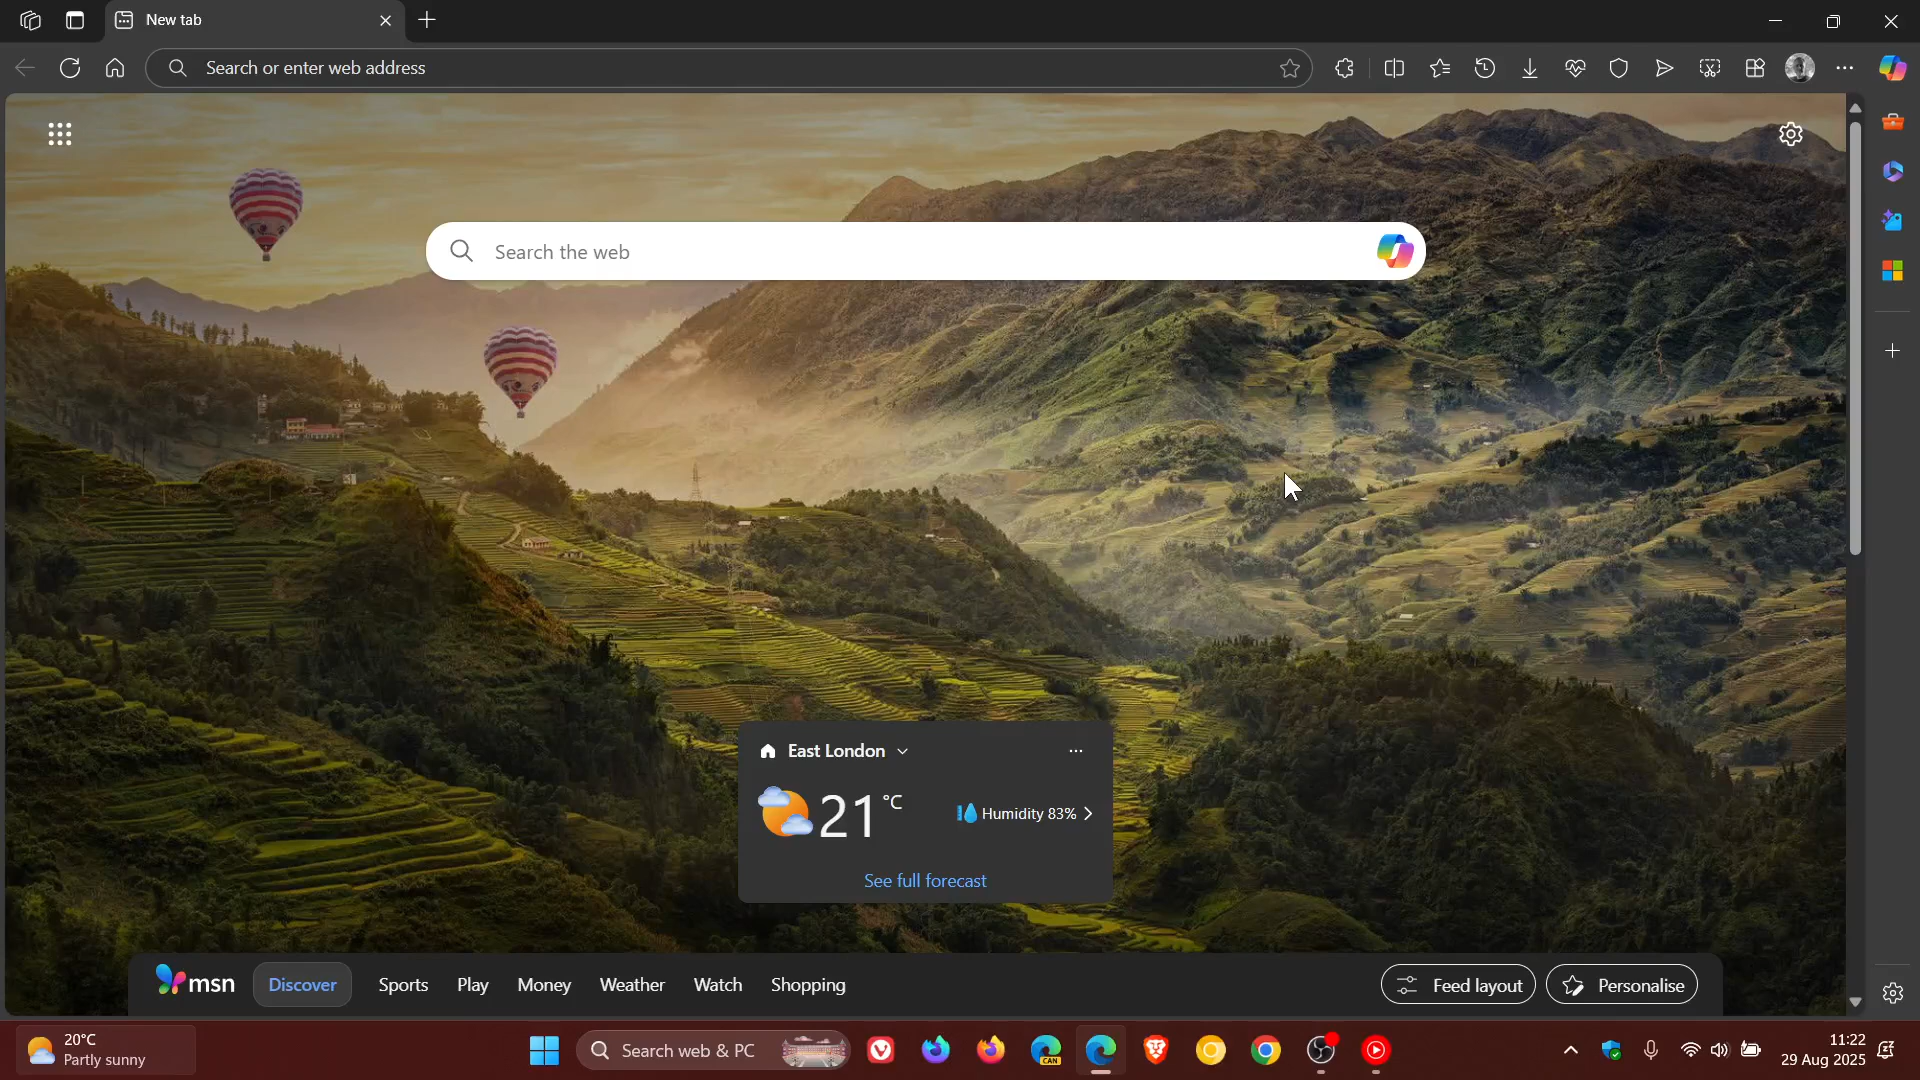 New tab
Search or enter web address
Search the web
East London
21 °C
Humidity 83%
See full forecast
msn
Discover
Sports
Play
Money
Weather
Watch
Shopping
Feed layout
Personalise
20°C
Partly sunny
Search web & PC
CAN
11:22
29 Aug 2025